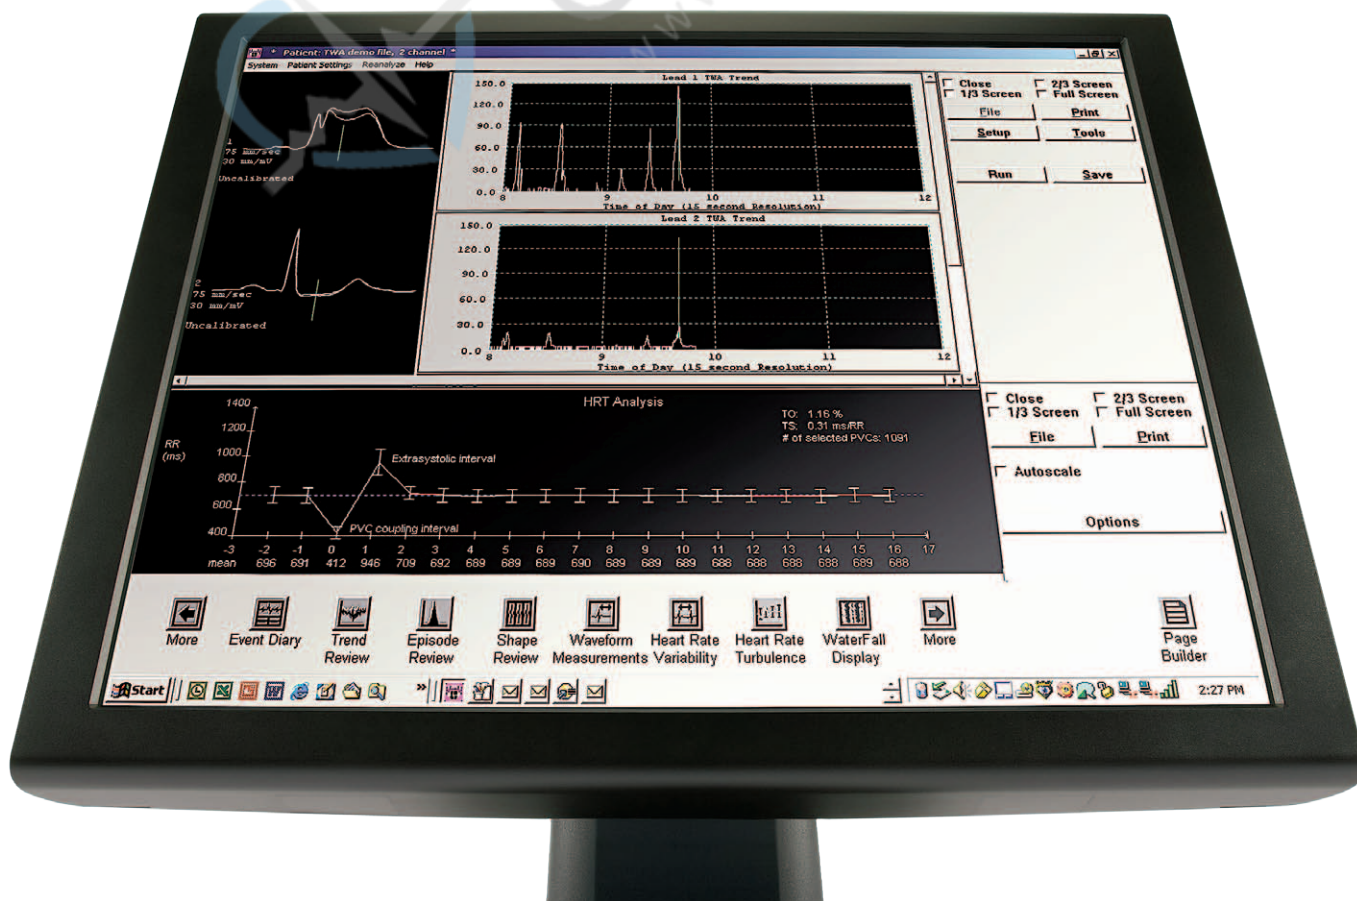 * Patient: TWA demo file, 2 channel *
System Patient Settings Reanalyze Help
1
75 mm/sec
30 mm/mV
Uncalibrated
2
75 mm/sec
30 mm/mV
Uncalibrated
Lead 1 TWA Trend
150.0
120.0
90.0
60.0
30.0
0.0
8 9 10 11 12
Time of Day (15 second Resolution)
Lead 2 TWA Trend
150.0
120.0
90.0
60.0
30.0
0.0
8 9 10 11 12
Time of Day (15 second Resolution)
Close 2/3 Screen
1/3 Screen Full Screen
File Print
Setup Tools
Run Save
HRT Analysis
TO: 1.16 %
TS: 0.31 ms/RR
# of selected PVCs: 1091
1400
1200
1000
800
600
400
RR
(ms)
Extrasystolic interval
PVC coupling interval
-3 -2 -1 0 1 2 3 4 5 6 7 8 9 10 11 12 13 14 15 16 17
mean 696 691 412 946 709 692 689 689 689 690 689 689 689 688 688 688 688 689 688
Close 2/3 Screen
1/3 Screen Full Screen
File Print
Autoscale
Options
More
Event Diary
Trend Review
Episode Review
Shape Review
Waveform Measurements
Heart Rate Variability
Heart Rate Turbulence
WaterFall Display
More
Page Builder
Start
2:27 PM